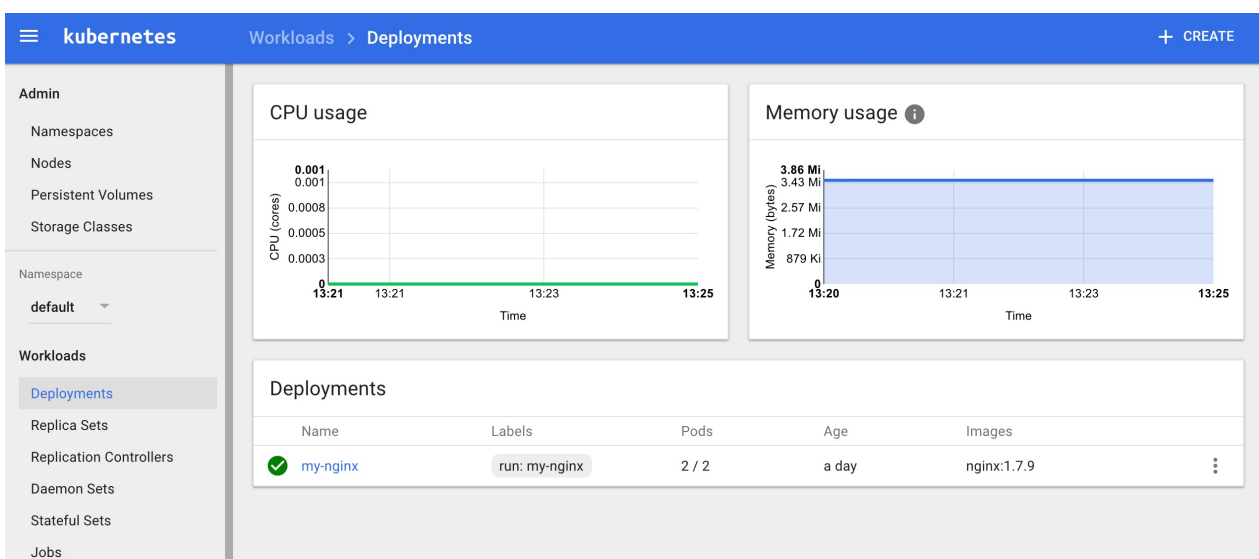 kubernetes
Workloads > Deployments
+ CREATE
Admin
Namespaces
Nodes
Persistent Volumes
Storage Classes
Namespace
default
Workloads
Deployments
Replica Sets
Replication Controllers
Daemon Sets
Stateful Sets
Jobs
CPU usage
CPU (cores)
0.001
0.001
0.0008
0.0005
0.0003
0
13:21 13:21 13:23 13:25
Time
Memory usage i
Memory (bytes)
3.86 Mi
3.43 Mi
2.57 Mi
1.72 Mi
879 Ki
0
13:20 13:21 13:23 13:25
Time
Deployments
Name Labels Pods Age Images
my-nginx run: my-nginx 2 / 2 a day nginx:1.7.9